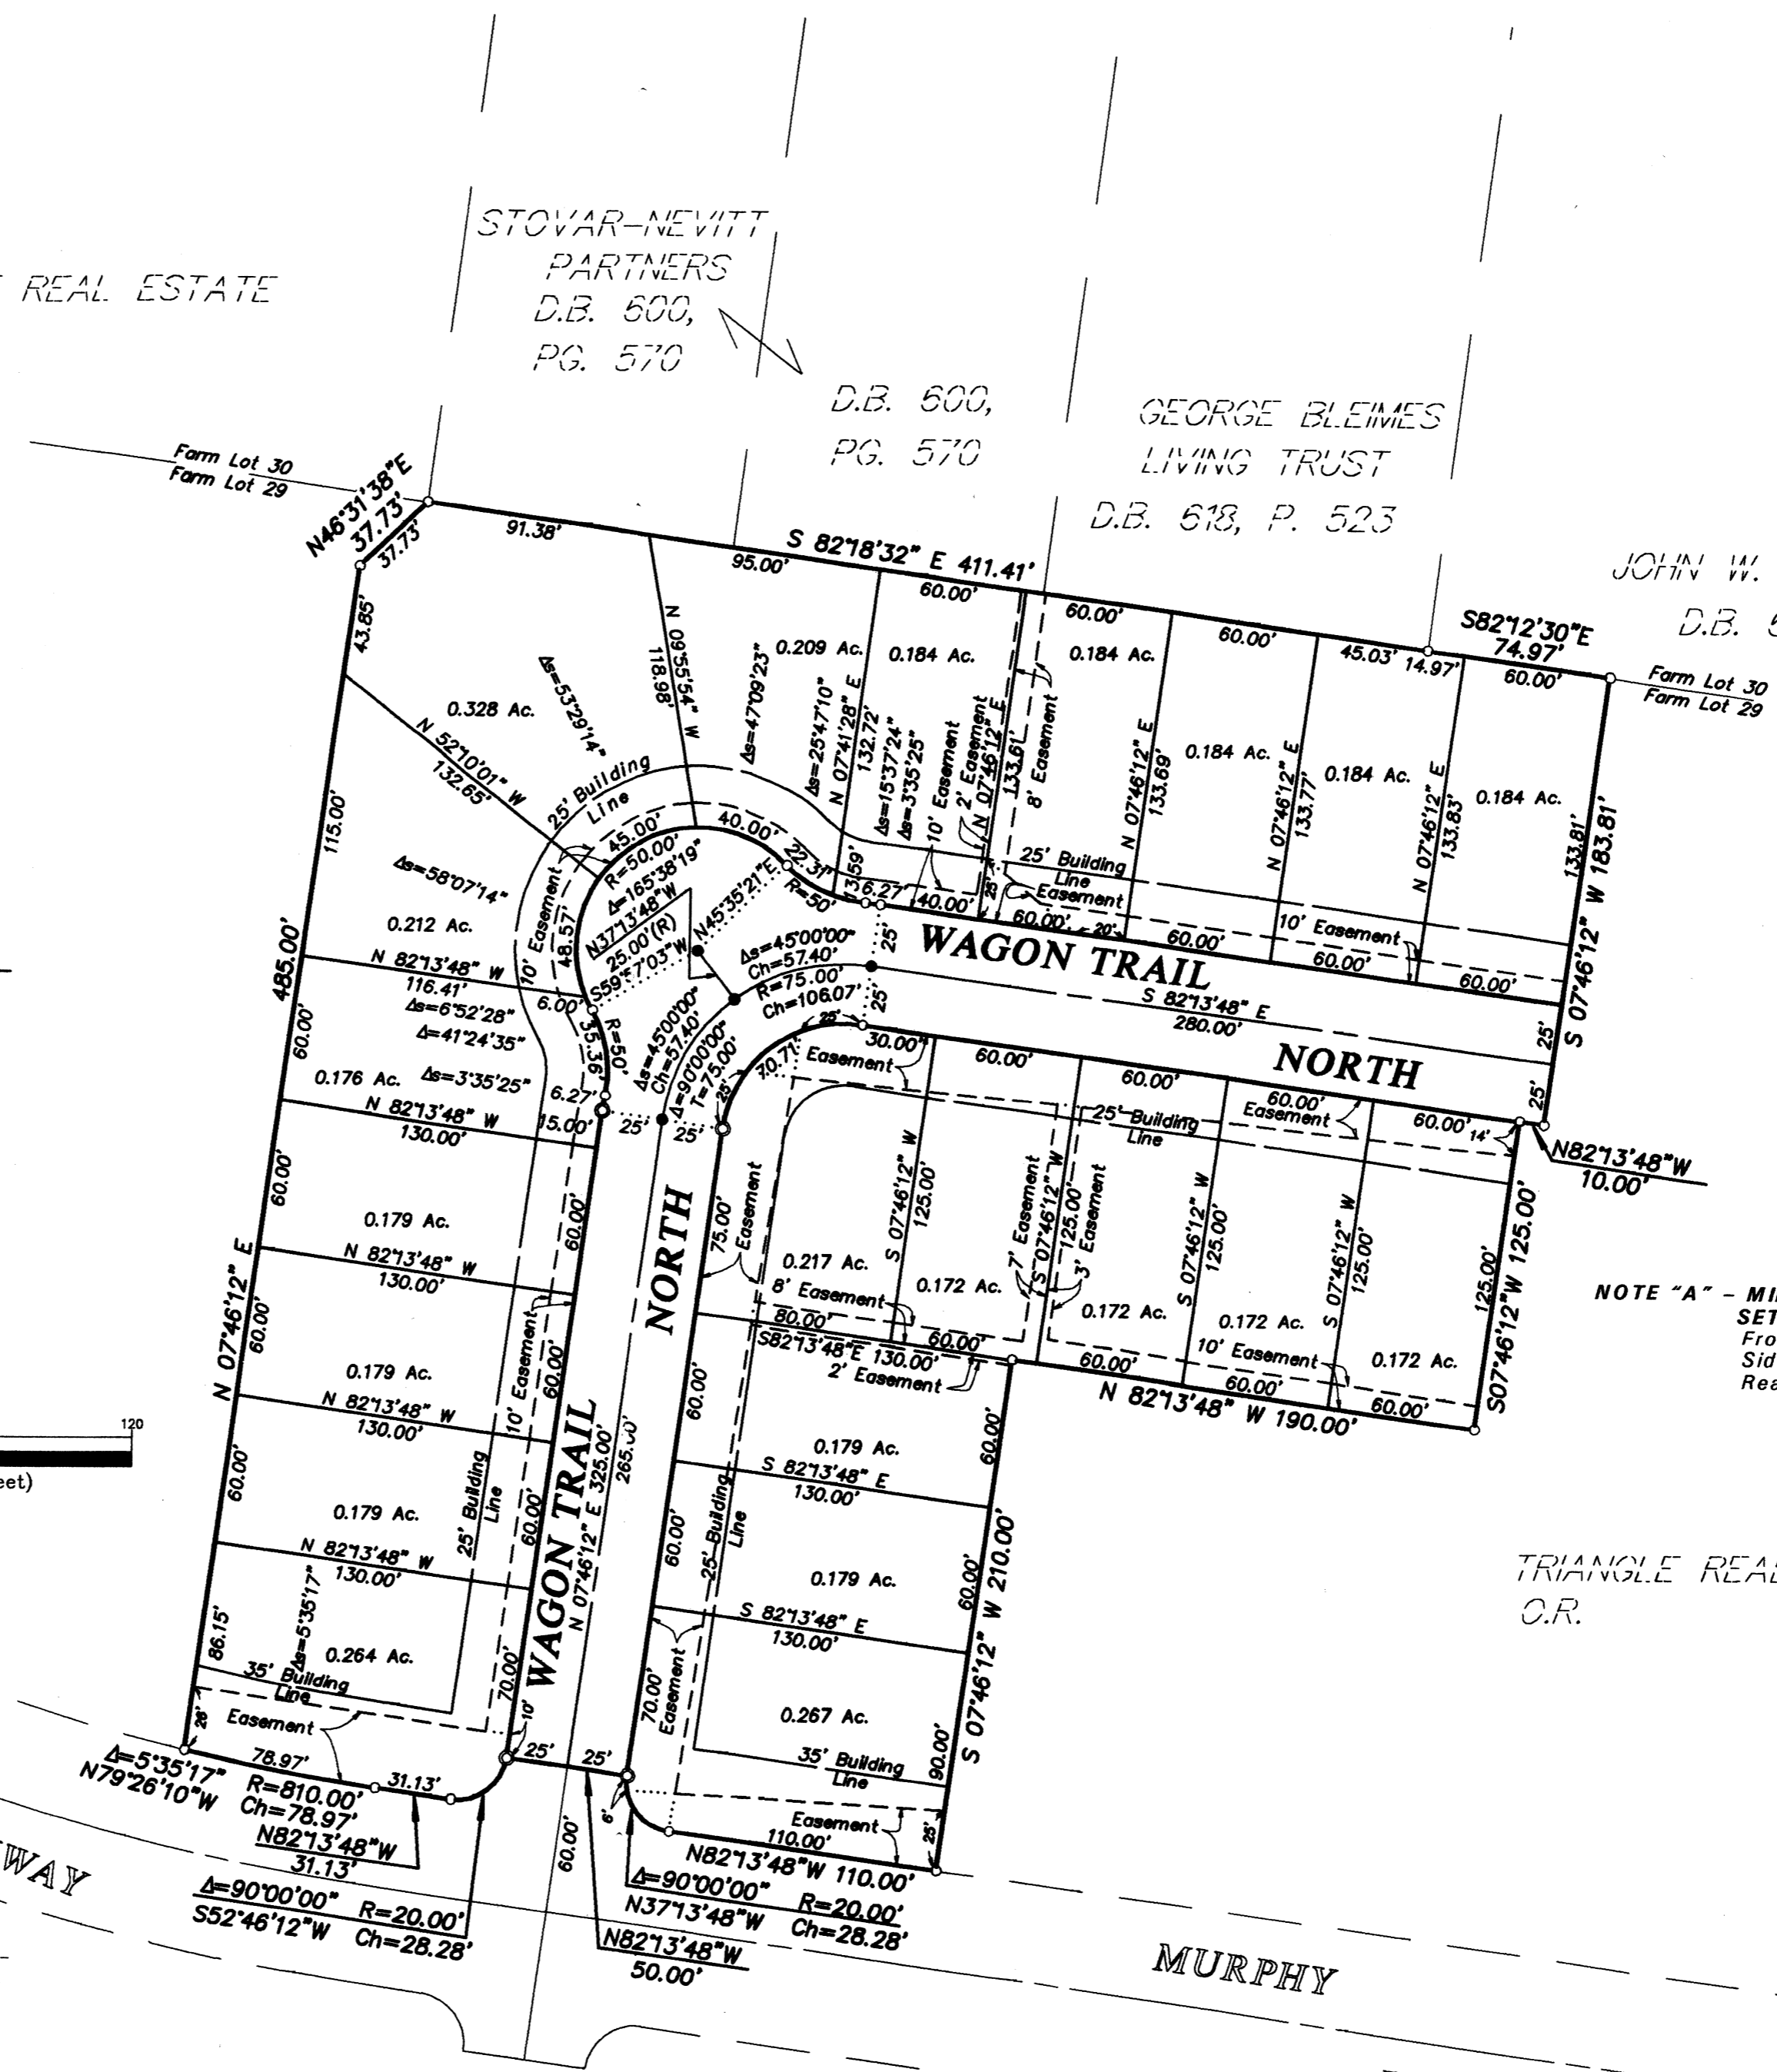 REAL ESTATE
STOVAR-NEVITT
PARTNERS
D.B. 600,
PG. 570
D.B. 600,
PG. 570
GEORGE BLEIMES
LIVING TRUST
D.B. 618, P. 523
JOHN W.
D.B. 5
Farm Lot 30
Farm Lot 29
N46°31'38"E
37.73'
37.73'
91.38'
95.00'
S 82°18'32" E 411.41'
60.00'
60.00'
60.00'
45.03'
14.97'
S82°12'30"E
74.97'
60.00'
Farm Lot 30
Farm Lot 29
43.85'
0.328 Ac.
Δs=53°29'14"
N 09°55'54" W
118.98'
Δs=47°09'23"
0.209 Ac.
Δs=25°47'10"
N 07°41'28" E
132.72'
0.184 Ac.
Δs=15°37'24"
Δs=3°35'25"
10' Easement
2' Easement
N 07°46'12" E
133.61'
8' Easement
0.184 Ac.
N 07°46'12" E
133.69'
0.184 Ac.
N 07°46'12" E
133.77'
0.184 Ac.
N 07°46'12" E
133.83'
0.184 Ac.
133.81'
S 07°46'12" W 183.81'
N 52°10'01" W
132.65'
25' Building
Line
115.00'
45.00'
40.00'
R=50.00'
Δ=165°38'19"
N37°13'48"W
25.00'(R)
N45°35'21"E
22.31'
R=50'
13.59'
6.27'
40.00'
25'
25' Building
Line
Easement
60.00'
20'
60.00'
10' Easement
60.00'
60.00'
Δs=58°07'14"
0.212 Ac.
10' Easement
48.57'
S59°57'03"W
Δs=45°00'00"
Ch=57.40'
R=75.00'
Ch=106.07'
25'
25'
WAGON TRAIL
S 82°13'48" E
280.00'
NORTH
25'
25'
485.00'
N 82°13'48" W
116.41'
6.00'
Δs=6°52'28"
Δ=41°24'35"
35.36'
R=50'
Δs=45°00'00"
Ch=57.40'
Δ=90°00'00"
T=75.00'
25'
70.71'
25'
30.00'
Easement
60.00'
60.00'
60.00'
Easement
60.00'
14'
N82°13'48"W
10.00'
60.00'
0.176 Ac.
Δs=3°35'25"
6.27'
N 82°13'48" W
130.00'
15.00'
25'
25'
25' Building
Line
60.00'
0.179 Ac.
N 82°13'48" W
130.00'
60.00'
NORTH
75.00'
Easement
0.217 Ac.
8' Easement
S 07°46'12" W
125.00'
0.172 Ac.
7' Easement
S 07°46'12" W
125.00'
3' Easement
0.172 Ac.
S 07°46'12" W
125.00'
0.172 Ac.
S 07°46'12" W
125.00'
10' Easement
0.172 Ac.
125.00'
S07°46'12"W 125.00'
NOTE "A" - MI
SET
Fro
Sid
Rea
80.00'
60.00'
S82°13'48"E 130.00'
2' Easement
60.00'
60.00'
60.00'
N 82°13'48" W 190.00'
N 07°46'12" E
60.00'
0.179 Ac.
N 82°13'48" W
130.00'
10' Easement
60.00'
60.00'
60.00'
0.179 Ac.
S 82°13'48" E
130.00'
120
eet)
60.00'
0.179 Ac.
N 82°13'48" W
130.00'
25' Building
Line
60.00'
WAGON TRAIL
N 07°46'12" E 325.00'
265.00'
60.00'
25' Building
Line
0.179 Ac.
S 82°13'48" E
130.00'
60.00'
S 07°46'12" W 210.00'
TRIANGLE REAL
O.R.
86.15'
Δs=5°35'17"
0.264 Ac.
35' Building
Line
Easement
26'
70.00'
10'
70.00'
Easement
0.267 Ac.
35' Building
Line
90.00'
Easement
25'
78.97'
31.13'
25'
25'
6'
110.00'
N82°13'48"W 110.00'
Δ=5°35'17"
R=810.00'
N79°26'10"W
Ch=78.97'
N82°13'48"W
31.13'
Δ=90°00'00"
R=20.00'
S52°46'12"W
Ch=28.28'
60.00'
Δ=90°00'00"
R=20.00'
N37°13'48"W
Ch=28.28'
N82°13'48"W
50.00'
WAY
MURPHY